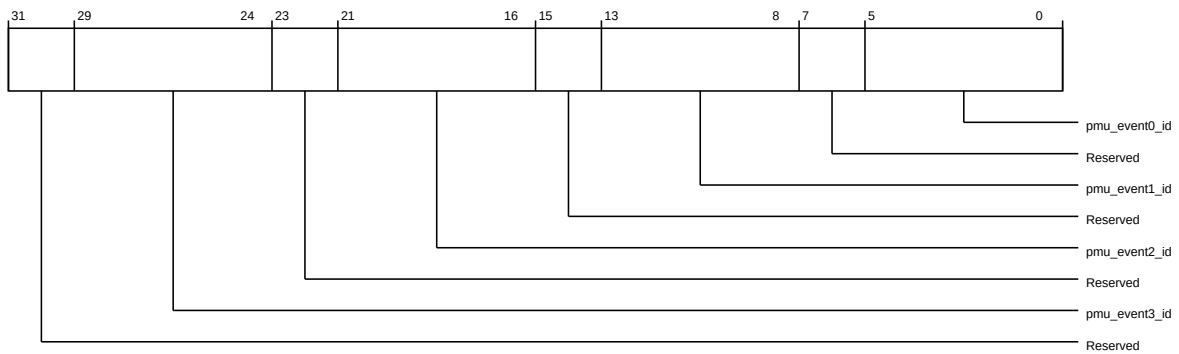 31 29 24 23 21 16 15 13 8 7 5 0
pmu_event0_id
Reserved
pmu_event1_id
Reserved
pmu_event2_id
Reserved
pmu_event3_id
Reserved